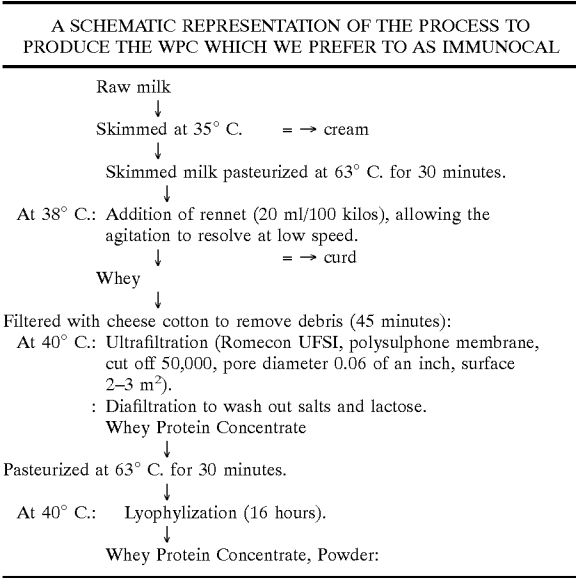 A SCHEMATIC REPRESENTATION OF THE PROCESS TO
PRODUCE THE WPC WHICH WE PREFER TO AS IMMUNOCAL
Raw milk
↓
Skimmed at 35° C. = → cream
↓
Skimmed milk pasteurized at 63° C. for 30 minutes.
↓
At 38° C.: Addition of rennet (20 ml/100 kilos), allowing the
agitation to resolve at low speed.
↓ = → curd
Whey
↓
Filtered with cheese cotton to remove debris (45 minutes):
At 40° C.: Ultrafiltration (Romecon UFSI, polysulphone membrane,
cut off 50,000, pore diameter 0.06 of an inch, surface
2–3 m²).
: Diafiltration to wash out salts and lactose.
Whey Protein Concentrate
↓
Pasteurized at 63° C. for 30 minutes.
↓
At 40° C.: Lyophylization (16 hours).
↓
Whey Protein Concentrate, Powder: